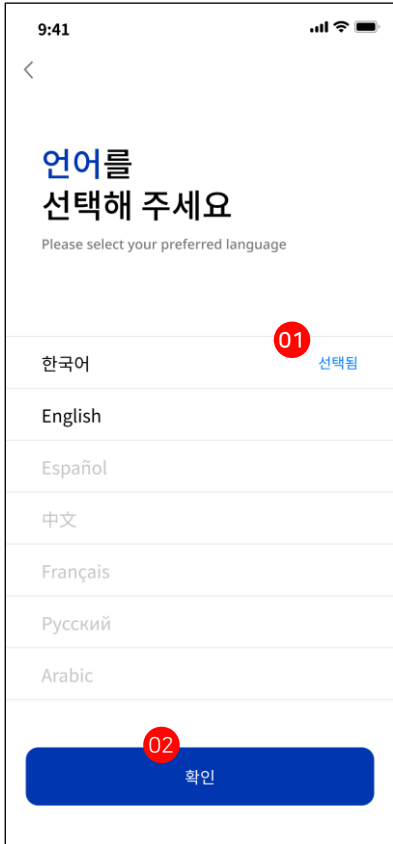 9:41
언어를
선택해 주세요
Please select your preferred language
01
한국어 선택됨
English
Español
中文
Français
Русский
Arabic
02
확인